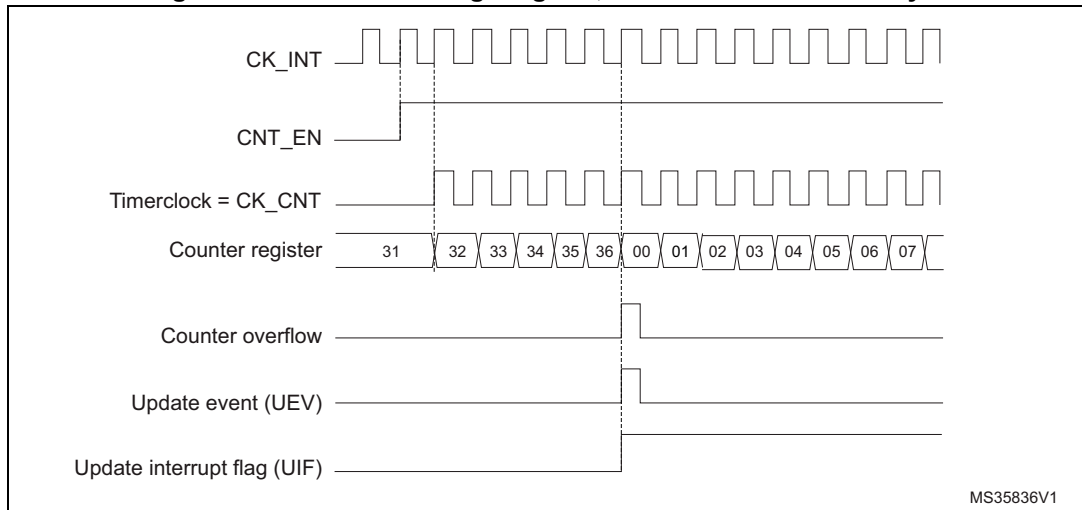 CK_INT
CNT_EN
Timerclock = CK_CNT
Counter register 31 32 33 34 35 36 00 01 02 03 04 05 06 07
Counter overflow
Update event (UEV)
Update interrupt flag (UIF)
MS35836V1